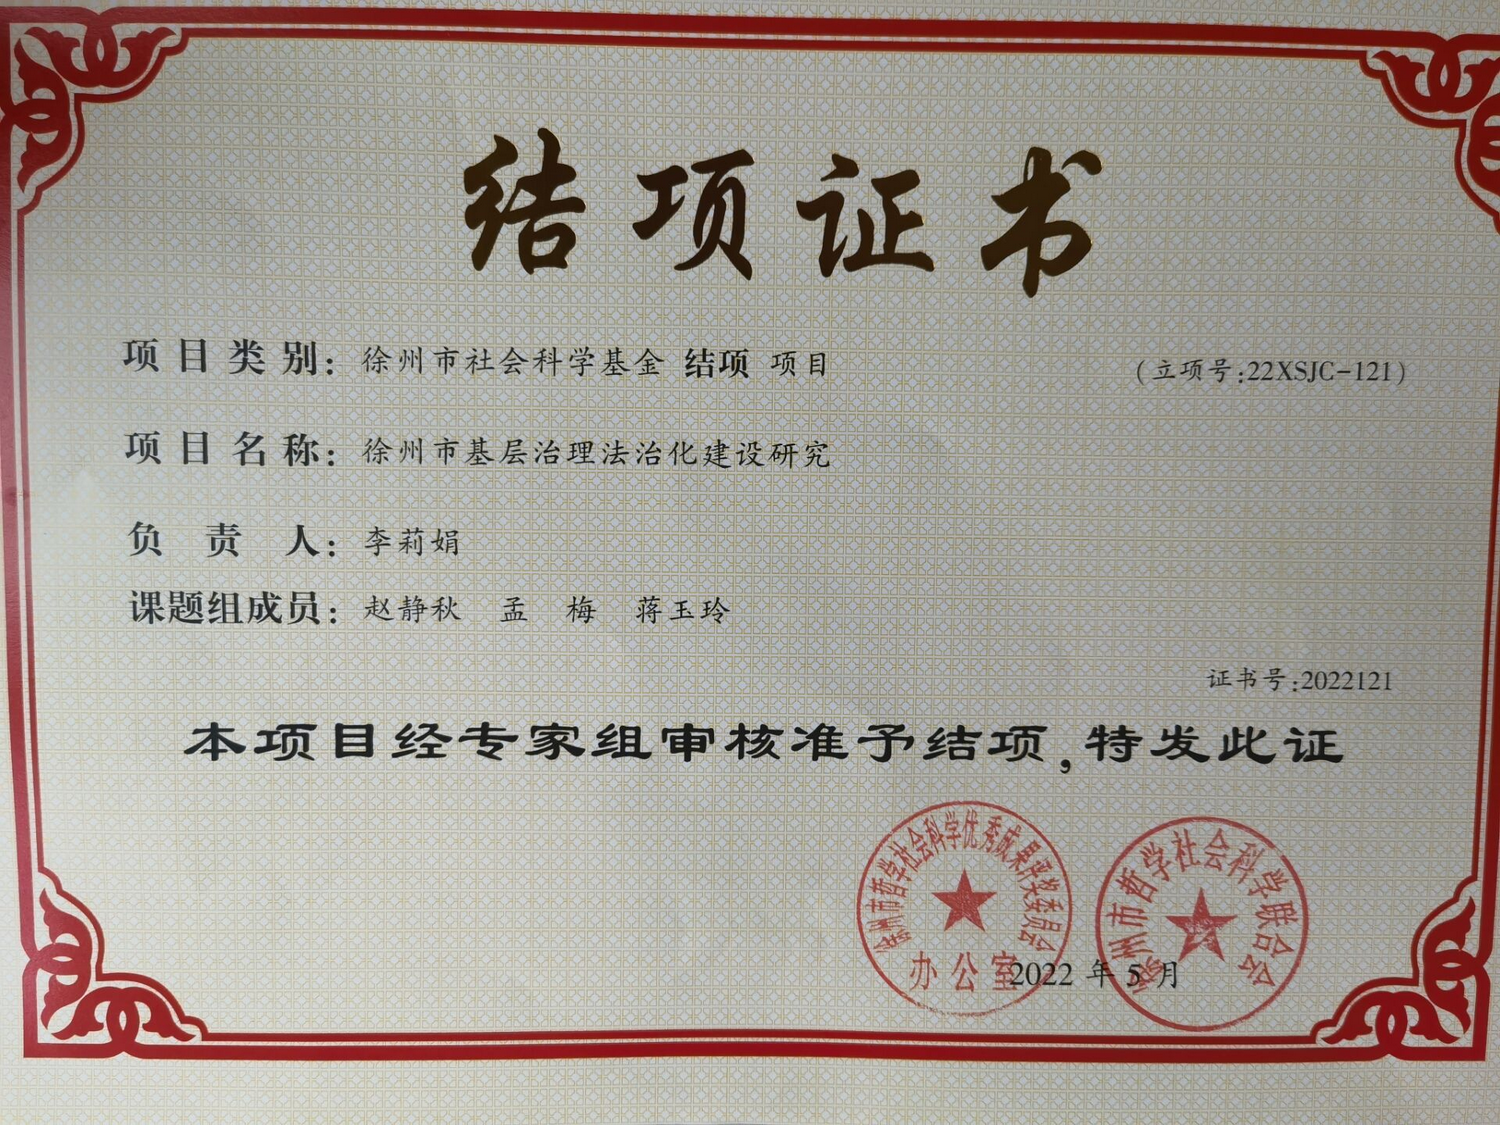 结项证书
项目类别：徐州市社会科学基金 结项 项目
（立项号：22XSJC-121）
项目名称：徐州市基层治理法治化建设研究
负责人：李莉娟
课题组成员：赵静秋 孟 梅 蒋玉玲
证书号：2022121
本项目经专家组审核准予结项，特发此证
徐州市哲学社会科学优秀成果评奖委员会
办公室
徐州市哲学社会科学联合会
2022 年 5 月